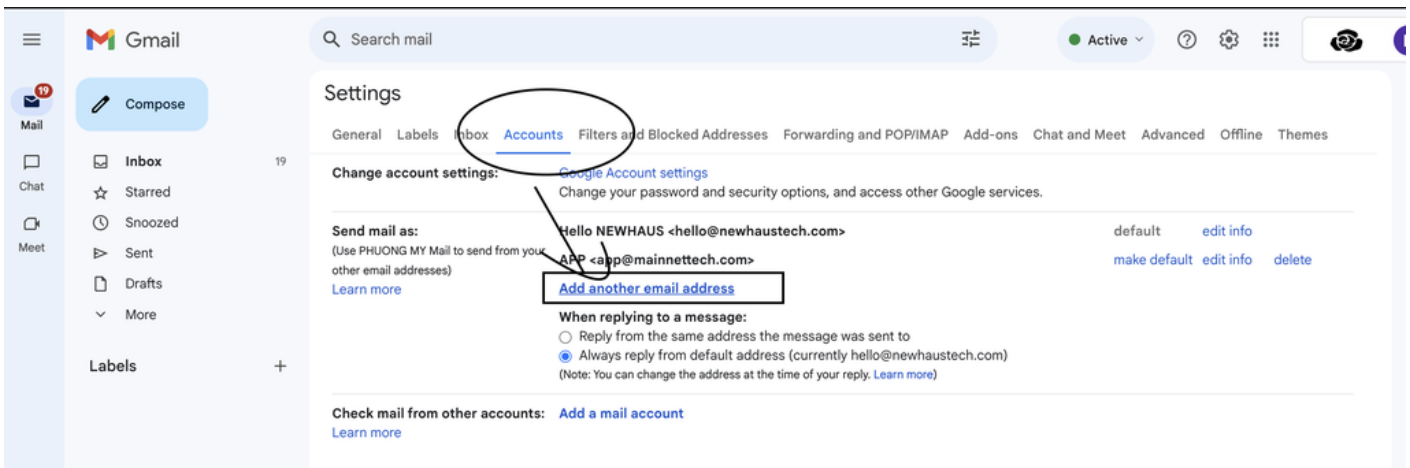 Gmail
Search mail
Active
19
Mail
Chat
Meet
Compose
Inbox 19
Starred
Snoozed
Sent
Drafts
More
Labels
Settings
General Labels Inbox Accounts Filters and Blocked Addresses Forwarding and POP/IMAP Add-ons Chat and Meet Advanced Offline Themes
Change account settings: Google Account settings
Change your password and security options, and access other Google services.
Send mail as: Hello NEWHAUS <hello@newhaustech.com> default edit info
(Use PHUONG MY Mail to send from your
other email addresses)
Learn more
APP <app@mainnettech.com> make default edit info delete
Add another email address
When replying to a message:
Reply from the same address the message was sent to
Always reply from default address (currently hello@newhaustech.com)
(Note: You can change the address at the time of your reply. Learn more)
Check mail from other accounts: Add a mail account
Learn more